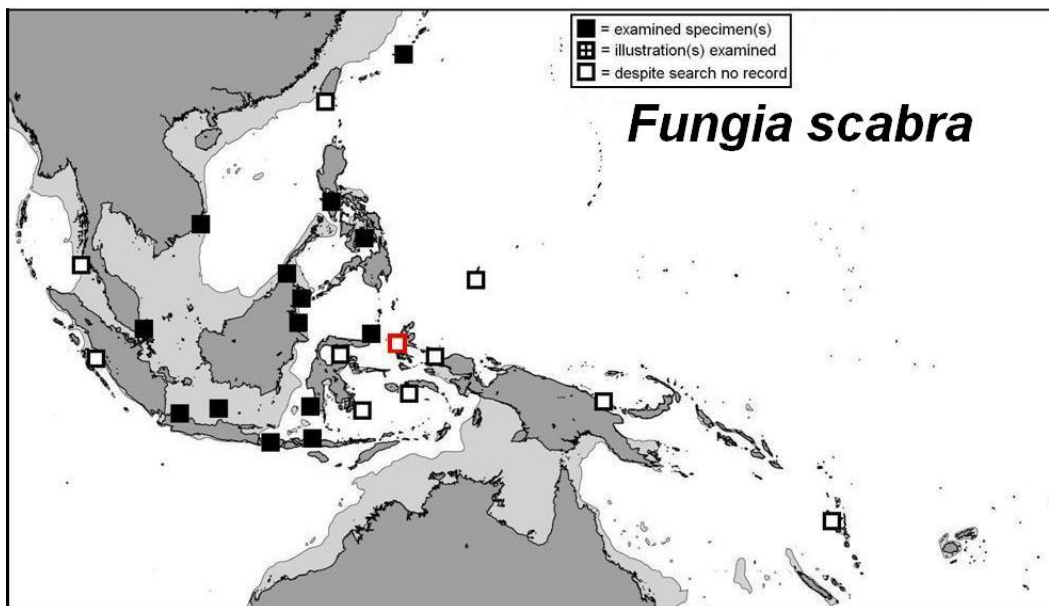 = examined specimen(s)
= illustration(s) examined
= despite search no record
Fungia scabra